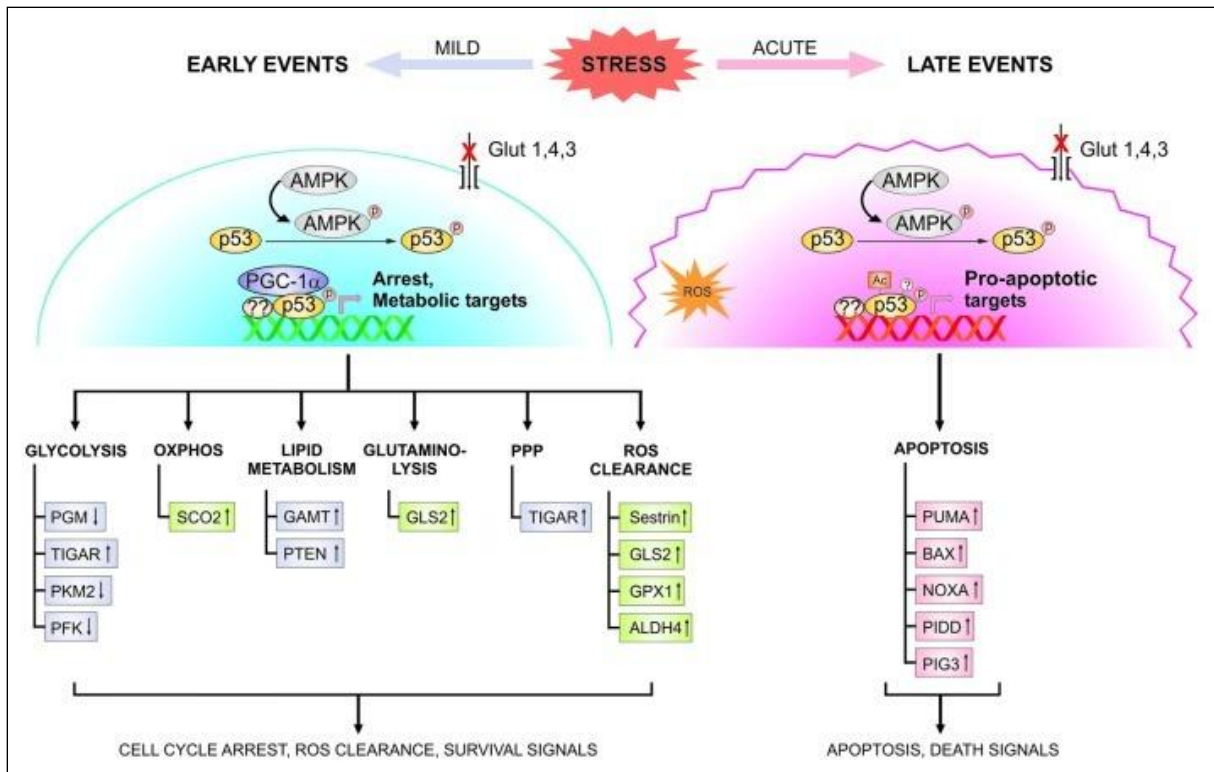 MILD
STRESS
ACUTE
EARLY EVENTS
LATE EVENTS
Glut 1,4,3
AMPK
AMPK P
p53
p53 P
PGC-1α
?? p53 P
Arrest,
Metabolic targets
Glut 1,4,3
AMPK
AMPK P
p53
p53 P
ROS
Ac ?
?? p53 P
Pro-apoptotic
targets
GLYCOLYSIS
PGM ↓
TIGAR ↑
PKM2 ↓
PFK ↓
OXPHOS
SCO2 ↑
LIPID
METABOLISM
GAMT ↑
PTEN ↑
GLUTAMINO-
LYSIS
GLS2 ↑
PPP
TIGAR ↑
ROS
CLEARANCE
Sestrin ↑
GLS2 ↑
GPX1 ↑
ALDH4 ↑
APOPTOSIS
PUMA ↑
BAX ↑
NOXA ↑
PIDD ↑
PIG3 ↑
CELL CYCLE ARREST, ROS CLEARANCE, SURVIVAL SIGNALS
APOPTOSIS, DEATH SIGNALS